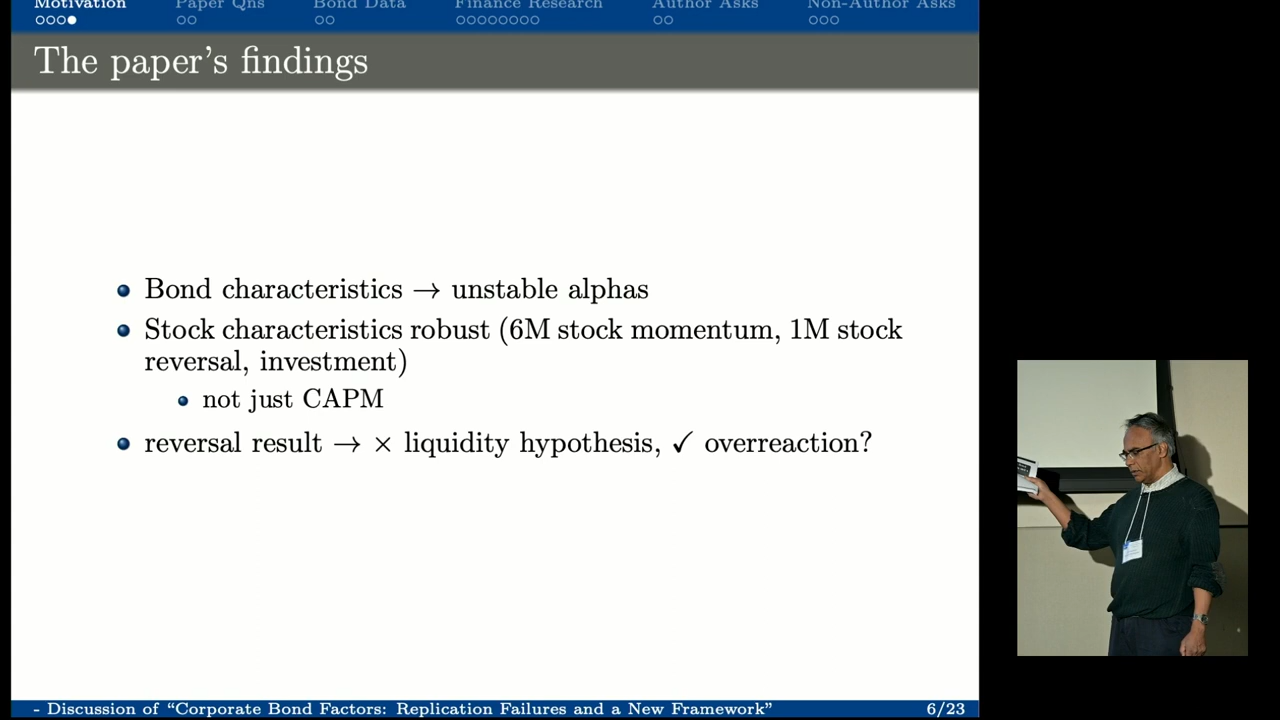 Motivation Paper Qns Bond Data Finance Research Author Asks Non-Author Asks
The paper's findings
Bond characteristics → unstable alphas
Stock characteristics robust (6M stock momentum, 1M stock
reversal, investment)
not just CAPM
reversal result → × liquidity hypothesis, ✓ overreaction?
- Discussion of “Corporate Bond Factors: Replication Failures and a New Framework” 6/23